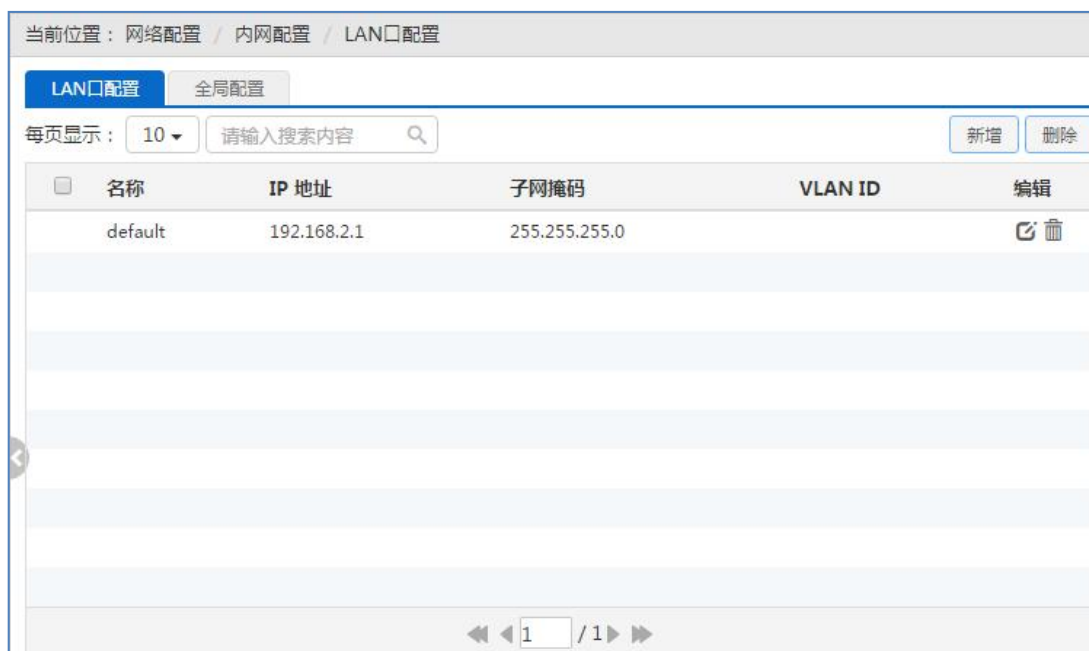 当前位置： 网络配置 / 内网配置 / LAN口配置
LAN口配置 全局配置
每页显示： 10 请输入搜索内容 新增 删除
名称 IP 地址 子网掩码 VLAN ID 编辑
default 192.168.2.1 255.255.255.0
1 / 1